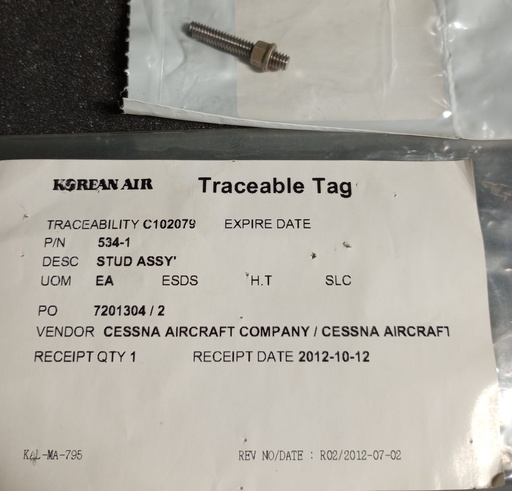 KOREAN AIR Traceable Tag
TRACEABILITY C102079 EXPIRE DATE
P/N 534-1
DESC STUD ASSY'
UOM EA ESDS H.T SLC
PO 7201304 / 2
VENDOR CESSNA AIRCRAFT COMPANY / CESSNA AIRCRAFT
RECEIPT QTY 1 RECEIPT DATE 2012-10-12
KAL-MA-795 REV NO/DATE : R02/2012-07-02